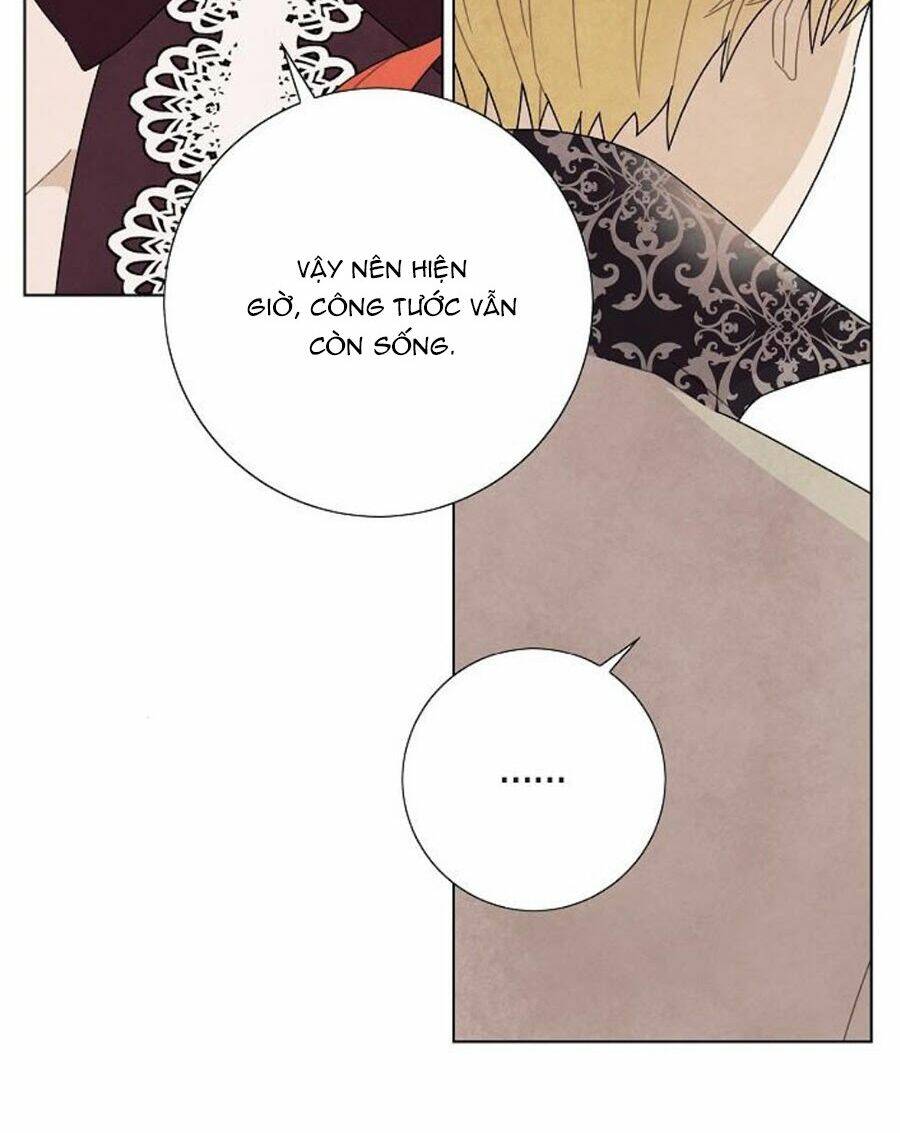 VẬY NÊN HIỆN
GIỜ, CÔNG TƯỚC VẪN
CÒN SỐNG.
......